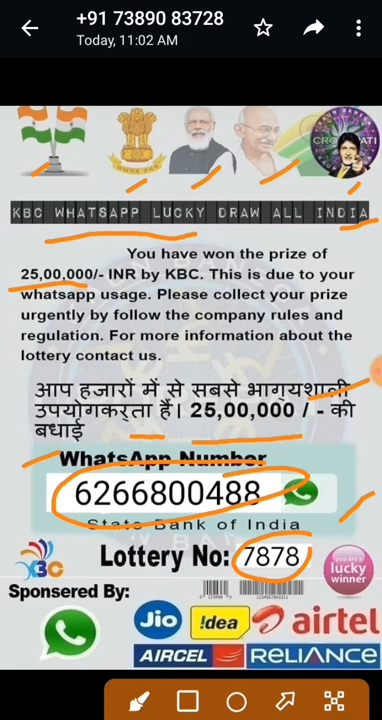 +91 73890 83728
Today, 11:02 AM
KBC WHATSAPP LUCKY DRAW ALL INDIA
You have won the prize of
25,00,000/- INR by KBC. This is due to your
whatsapp usage. Please collect your prize
urgently by follow the company rules and
regulation. For more information about the
lottery contact us.
आप हजारों में से सबसे भाग्यशाली
उपयोगकर्ता हैं। 25,00,000 / - की
बधाई
WhatsApp Number
6266800488
State Bank of India
Lottery No: 7878
you are a
lucky
winner
Sponsered By:
Jio !dea airtel
AIRCEL RELIANCE